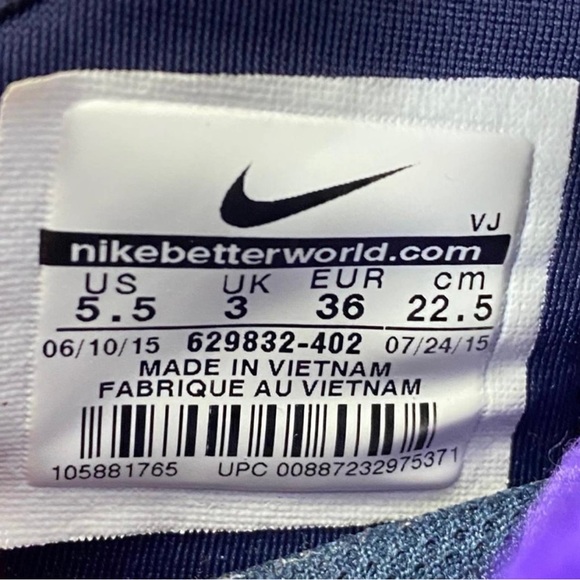 VJ
nikebetterworld.com
US UK EUR cm
5.5 3 36 22.5
06/10/15 629832-402 07/24/15
MADE IN VIETNAM
FABRIQUE AU VIETNAM
105881765 UPC 00887232975371